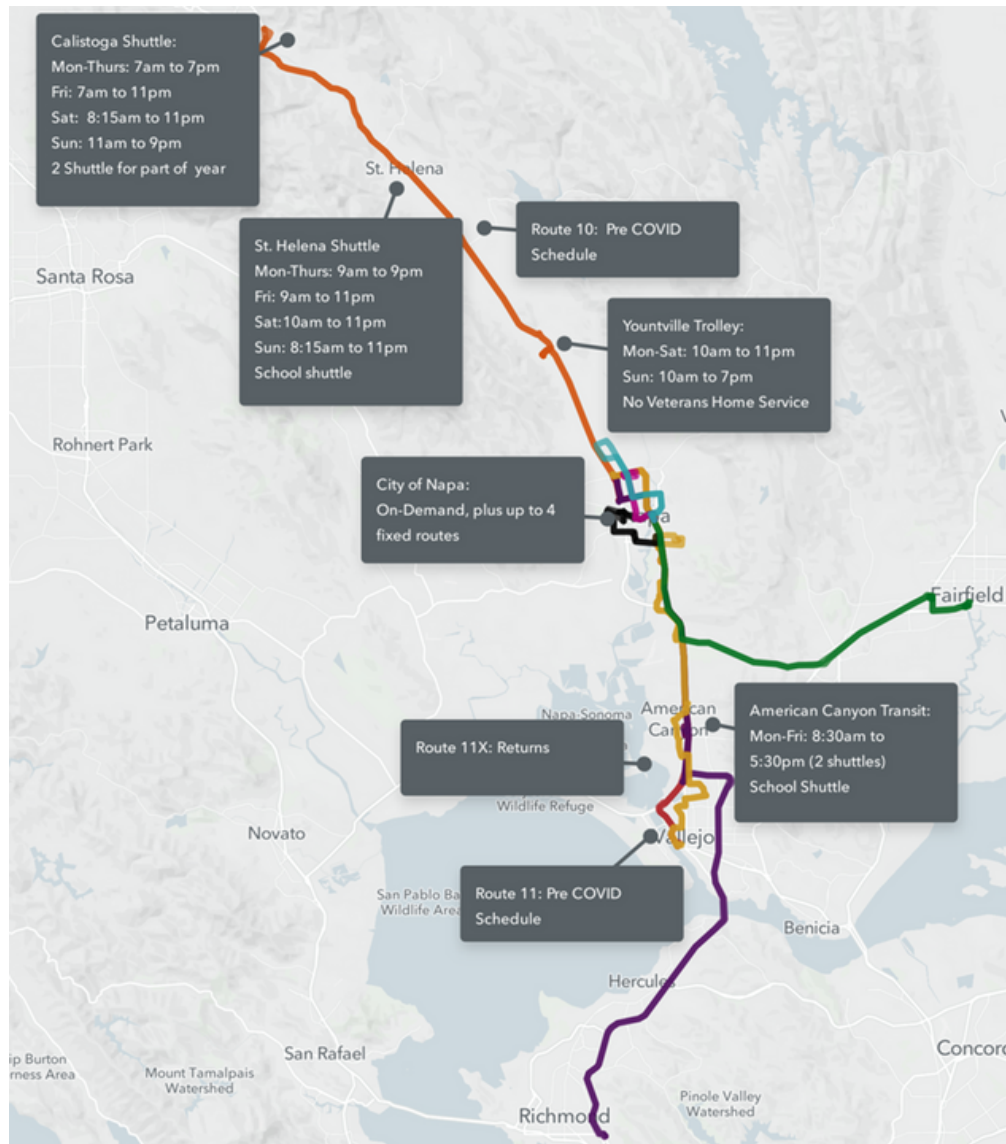 Calistoga Shuttle:
Mon-Thurs: 7am to 7pm
Fri: 7am to 11pm
Sat:  8:15am to 11pm
Sun: 11am to 9pm
2 Shuttle for part of  year
St. Helena
St. Helena Shuttle
Mon-Thurs: 9am to 9pm
Fri: 9am to 11pm
Sat:10am to 11pm
Sun: 8:15am to 11pm
School shuttle
Route 10:  Pre COVID
Schedule
Santa Rosa
Yountville Trolley:
Mon-Sat: 10am to 11pm
Sun: 10am to 7pm
No Veterans Home Service
Rohnert Park
City of Napa:
On-Demand, plus up to 4
fixed routes
Fairfield
Petaluma
American
Canyon
Napa-Sonoma
Wildlife Refuge
Route 11X: Returns
American Canyon Transit:
Mon-Fri: 8:30am to
5:30pm (2 shuttles)
School Shuttle
Novato
Vallejo
Route 11: Pre COVID
Schedule
San Pablo Ba
Wildlife Area
Benicia
Hercules
San Rafael
Concord
ip Burton
erness Area
Mount Tamalpais
Watershed
Richmond
Pinole Valley
Watershed